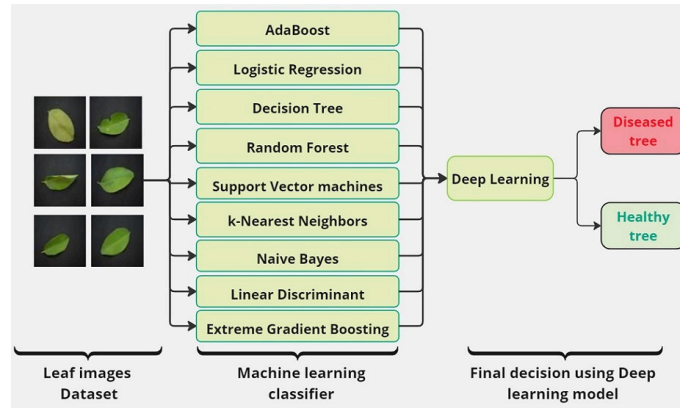 AdaBoost
Logistic Regression
Decision Tree
Random Forest
Support Vector machines
k-Nearest Neighbors
Naive Bayes
Linear Discriminant
Extreme Gradient Boosting
Deep Learning
Diseased
tree
Healthy
tree
Leaf images
Dataset
Machine learning
classifier
Final decision using Deep
learning model